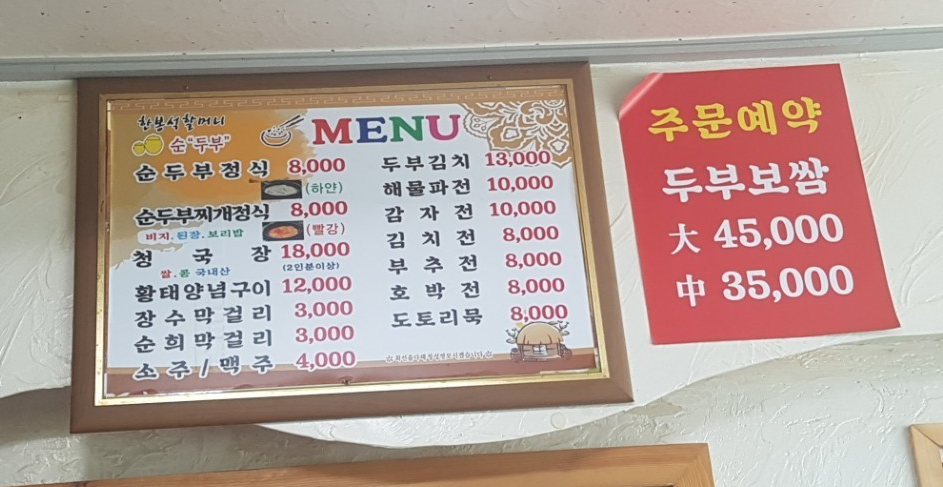 한봉석할머니
순"두부"
MENU
순두부정식 8,000
(하얀)
순두부찌개정식 8,000
비지.된장.보리밥 (빨강)
청국장 18,000
쌀.콩 국내산 (2인분이상)
황태양념구이 12,000
장수막걸리 3,000
순희막걸리 3,000
소주/맥주 4,000
두부김치 13,000
해물파전 10,000
감자전 10,000
김치전 8,000
부추전 8,000
호박전 8,000
도토리묵 8,000
주문예약
두부보쌈
大 45,000
中 35,000